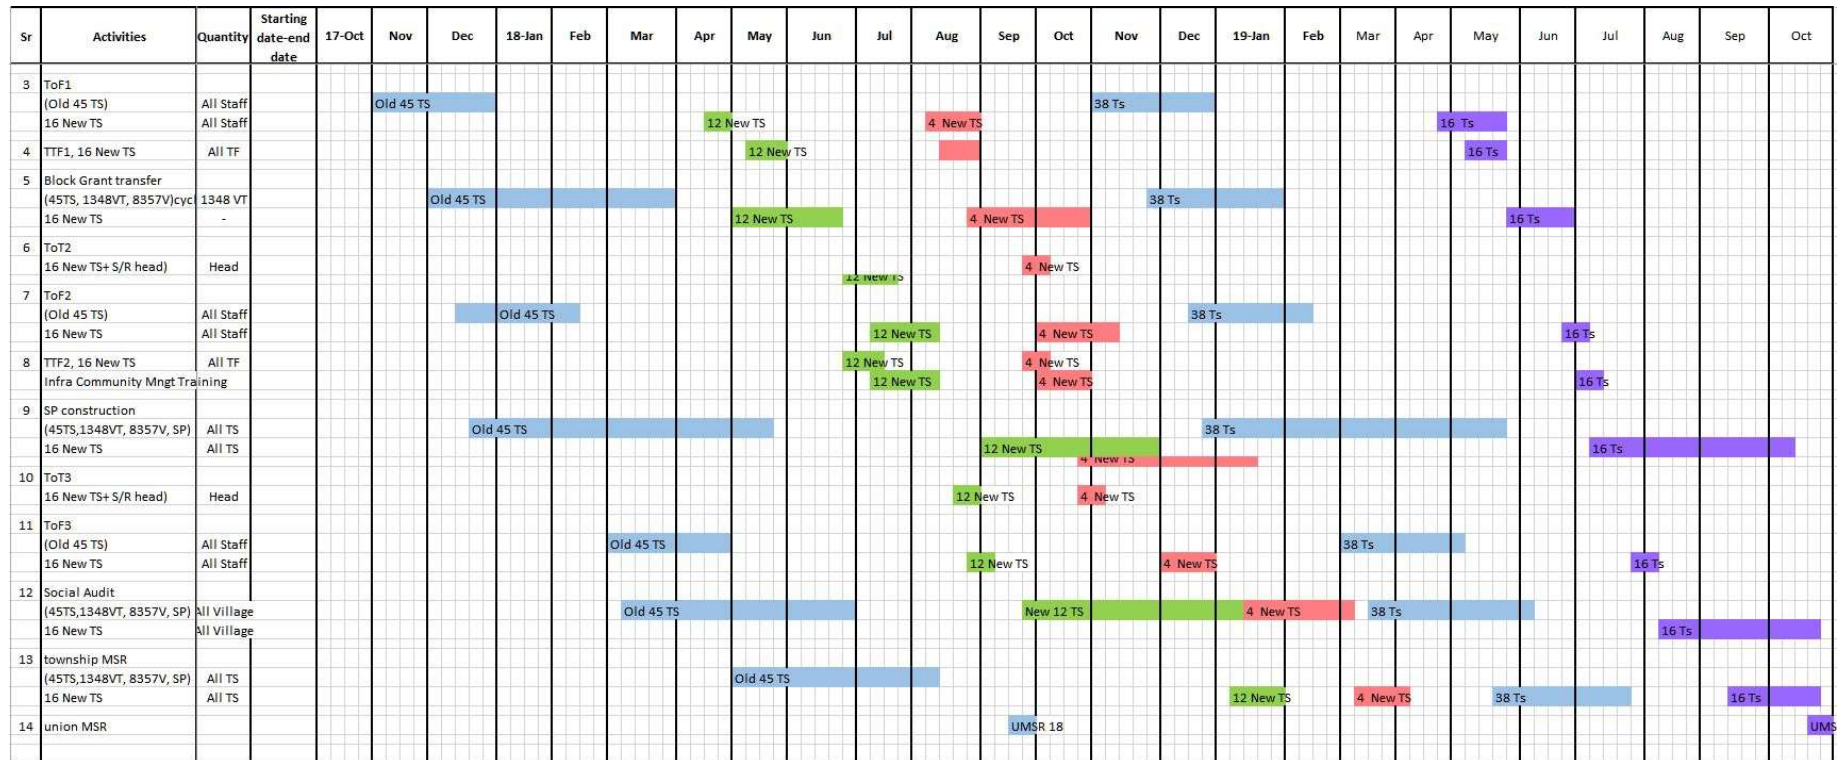 Sr Activities Quantity Starting date-end date 17-Oct Nov Dec 18-Jan Feb Mar Apr May Jun Jul Aug Sep Oct Nov Dec 19-Jan Feb Mar Apr May Jun Jul Aug Sep Oct
3 ToF1
(Old 45 TS) All Staff Old 45 TS 38 Ts
16 New TS All Staff 12 New TS 4 New TS 16 Ts
4 TTF1, 16 New TS All TF 12 New TS 16 Ts
5 Block Grant transfer
(45TS, 1348VT, 8357V)cycl 1348 VT Old 45 TS 38 Ts
16 New TS - 12 New TS 4 New TS 16 Ts
6 ToT2
16 New TS+ S/R head) Head 4 New TS
12 New TS
7 ToF2
(Old 45 TS) All Staff Old 45 TS 38 Ts
16 New TS All Staff 12 New TS 4 New TS 16 Ts
8 TTF2, 16 New TS All TF 12 New TS 4 New TS
Infra Community Mngt Training 12 New TS 4 New TS 16 Ts
9 SP construction
(45TS,1348VT, 8357V, SP) All TS Old 45 TS 38 Ts
16 New TS All TS 12 New TS 16 Ts
4 New TS
10 ToT3
16 New TS+ S/R head) Head 12 New TS 4 New TS
11 ToF3
(Old 45 TS) All Staff Old 45 TS 38 Ts
16 New TS All Staff 12 New TS 4 New TS 16 Ts
12 Social Audit
(45TS,1348VT, 8357V, SP) All Village Old 45 TS New 12 TS 4 New TS 38 Ts
16 New TS All Village 16 Ts
13 township MSR
(45TS,1348VT, 8357V, SP) All TS Old 45 TS
16 New TS All TS 12 New TS 4 New TS 38 Ts 16 Ts
14 union MSR UMSR 18 UMS